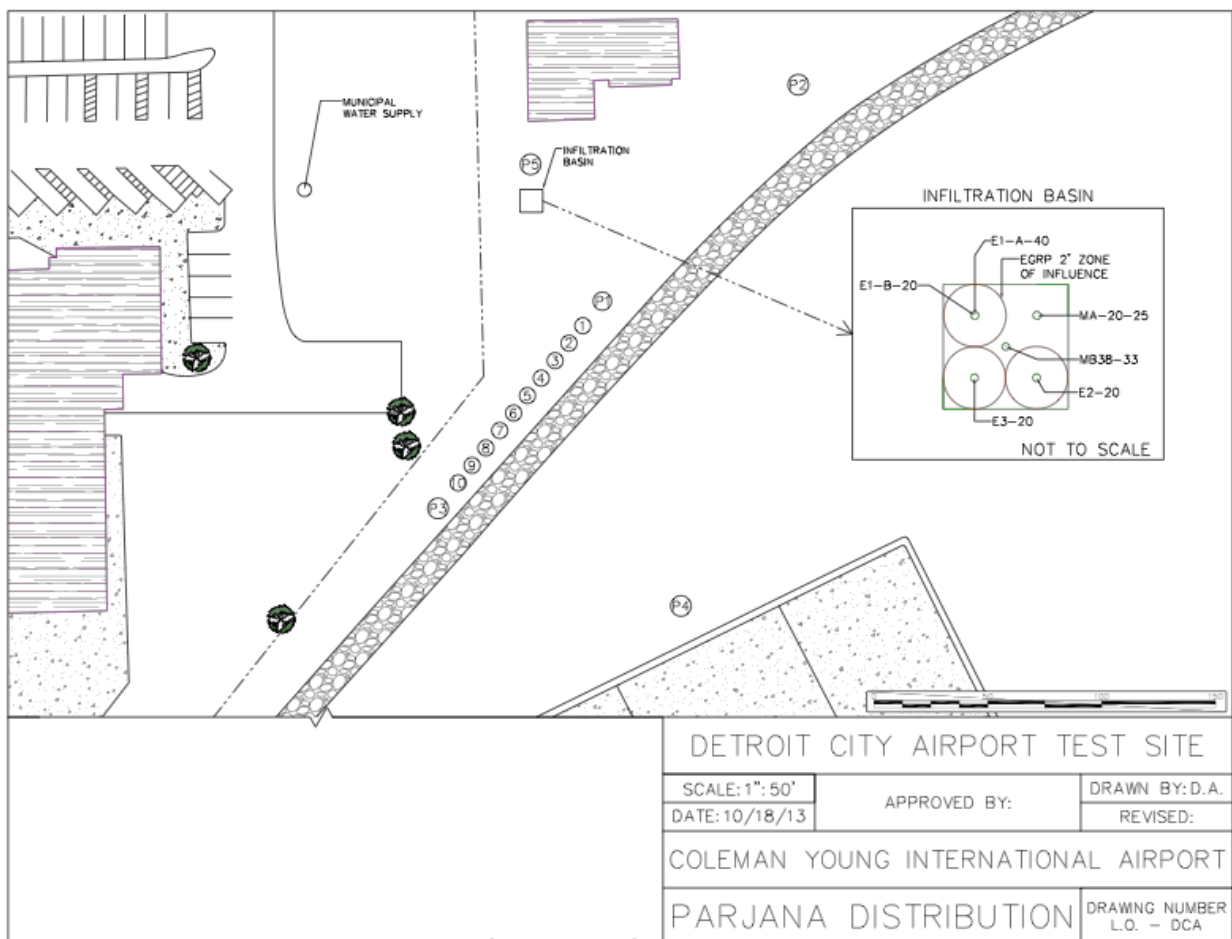 MUNICIPAL
WATER SUPPLY
P2
P5
INFILTRATION
BASIN
INFILTRATION BASIN
E1-A-40
EGRP 2' ZONE
OF INFLUENCE
E1-B-20
MA-20-25
MB38-33
E2-20
E3-20
NOT TO SCALE
P1
1
2
3
4
5
6
7
8
9
10
P3
P4
0 50 100 150
DETROIT CITY AIRPORT TEST SITE
SCALE: 1": 50'
APPROVED BY:
DRAWN BY: D.A.
DATE: 10/18/13
REVISED:
COLEMAN YOUNG INTERNATIONAL AIRPORT
PARJANA DISTRIBUTION
DRAWING NUMBER
L.O. - DCA